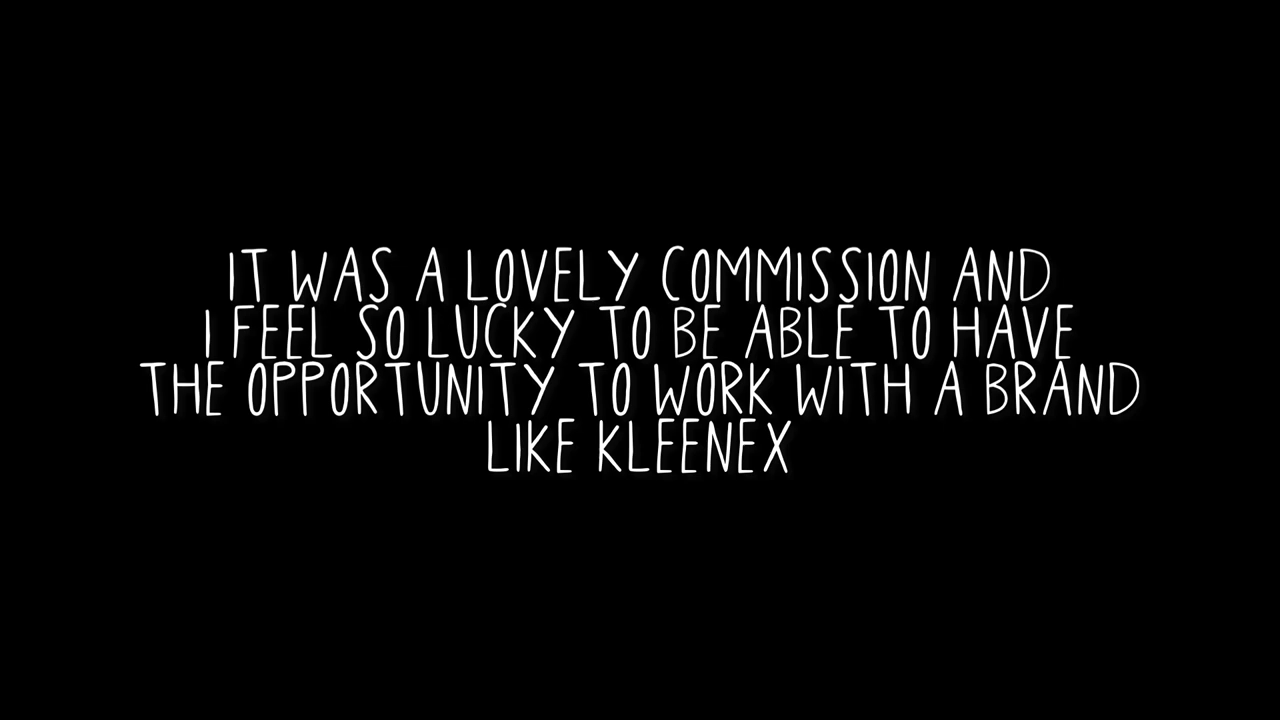 IT WAS A LOVELY COMMISSION AND
I FEEL SO LUCKY TO BE ABLE TO HAVE
THE OPPORTUNITY TO WORK WITH A BRAND
LIKE KLEENEX